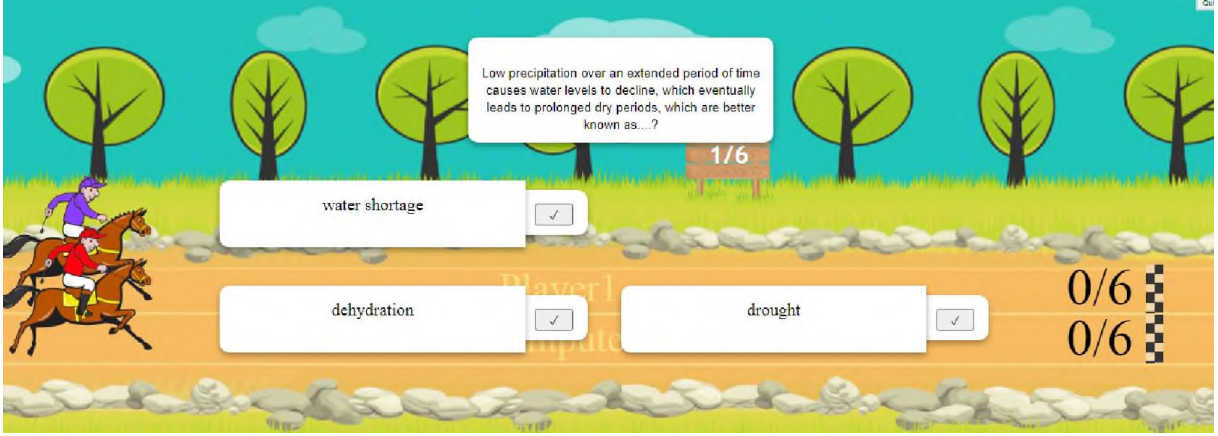 Low precipitation over an extended period of time
causes water levels to decline, which eventually
leads to prolonged dry periods, which are better
known as....?
1/6
water shortage
Player1
0/6
dehydration
drought
0/6